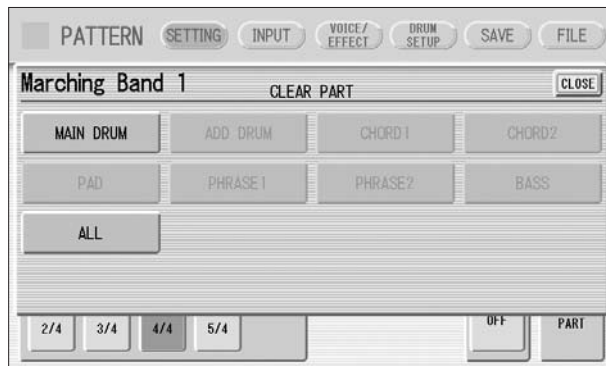 PATTERN SETTING INPUT VOICE/ EFFECT DRUM SETUP SAVE FILE
Marching Band 1 CLEAR PART CLOSE
MAIN DRUM ADD DRUM CHORD1 CHORD2
PAD PHRASE1 PHRASE2 BASS
ALL
2/4 3/4 4/4 5/4 OFF PART